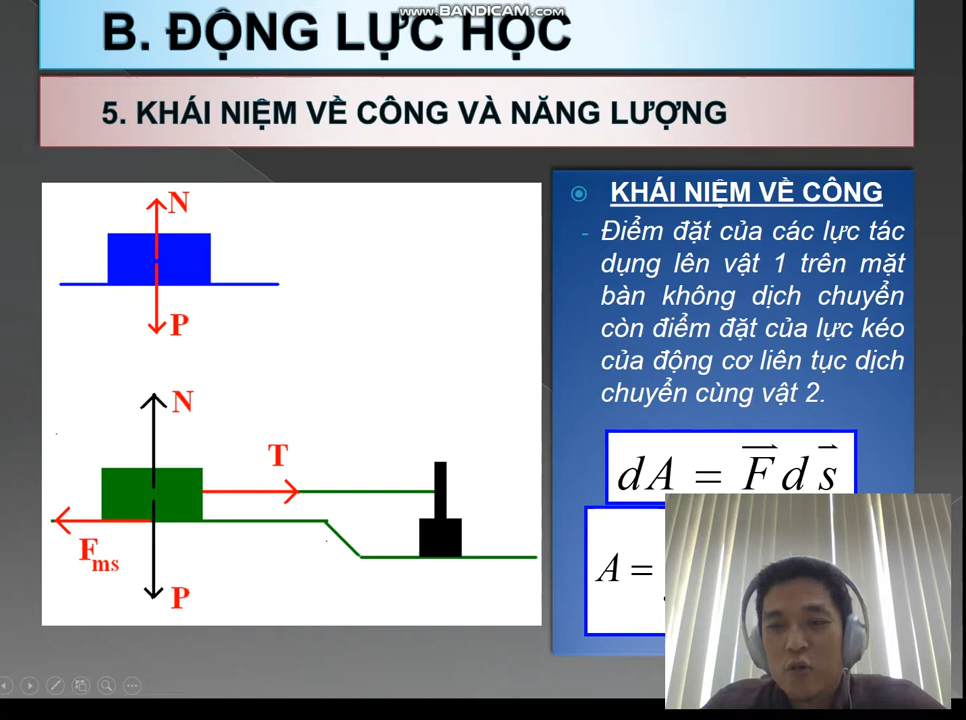 www.BANDICAM.com
B. ĐỘNG LỰC HỌC
5. KHÁI NIỆM VỀ CÔNG VÀ NĂNG LƯỢNG
N
P
N
T
F_ms
P
KHÁI NIỆM VỀ CÔNG
- Điểm đặt của các lực tác
dụng lên vật 1 trên mặt
bàn không dịch chuyển
còn điểm đặt của lực kéo
của động cơ liên tục dịch
chuyển cùng vật 2.
dA = F⃗ d s⃗
A =